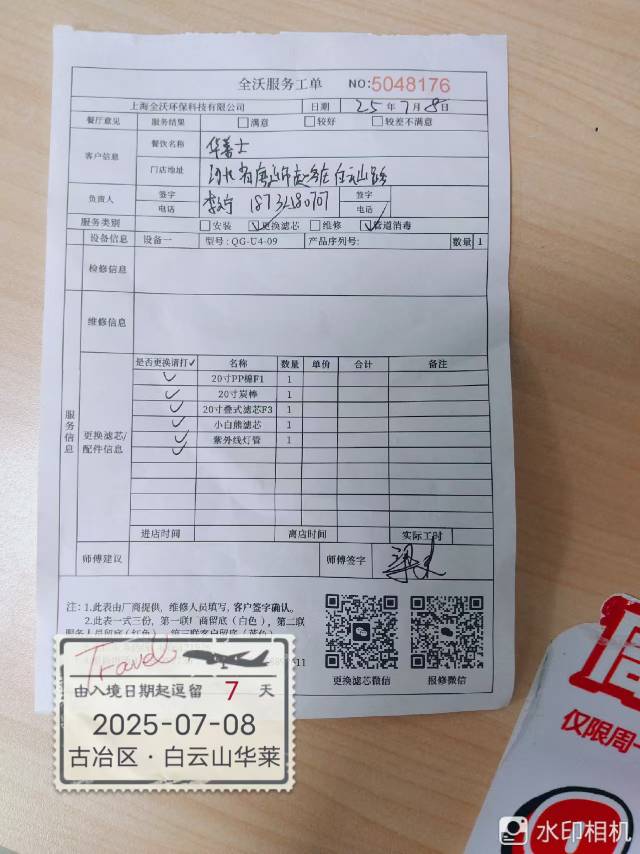 全沃服务工单 NO:5048176
上海全沃环保科技有限公司 日期 25年7月8日
餐厅意见 服务结果 □满意 □较好 □较差不满意
客户信息 餐饮名称 华莱士
门店地址 河北省唐山市 白云山路
负责人 签字 签字
电话 电话
服务类别 □安装 ☑更换滤芯 □维修 ☑管道消毒
设备信息 设备一 型号: QG-U4-09 产品序列号: 数量 1
检修信息
维修信息
服务信息
更换滤芯/配件信息
是否更换请打✓ 名称 数量 单价 合计 备注
✓ 20寸PP棉F1 1
✓ 20寸炭棒 1
✓ 20寸叠式滤芯F3 1
✓ 小白熊滤芯 1
✓ 紫外线灯管 1
✓
进店时间 离店时间 实际工时
师傅建议 师傅签字
注: 1.此表由厂商提供, 维修人员填写, 客户签字确认。
2.此表一式三份, 第一联厂商留底(白色), 第二联
更换滤芯微信 报修微信
Travel
由入境日期起逗留 7 天
2025-07-08
古冶区·白云山华莱
仅限周一
水印相机